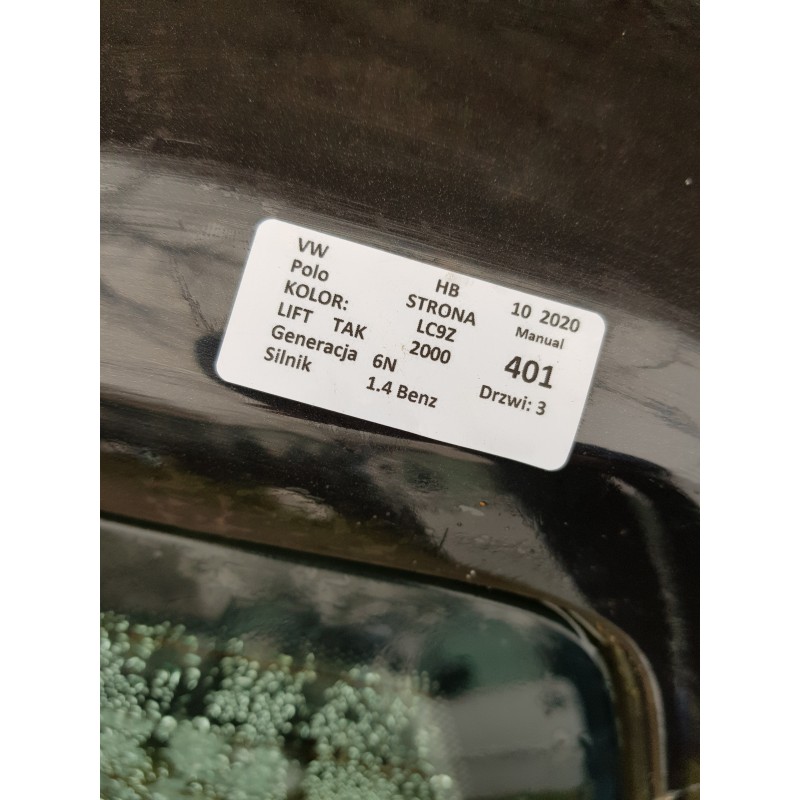 VW HB 10 2020
Polo STRONA Manual
KOLOR: LC9Z
LIFT TAK 2000 401
Generacja 6N Drzwi: 3
Silnik 1.4 Benz